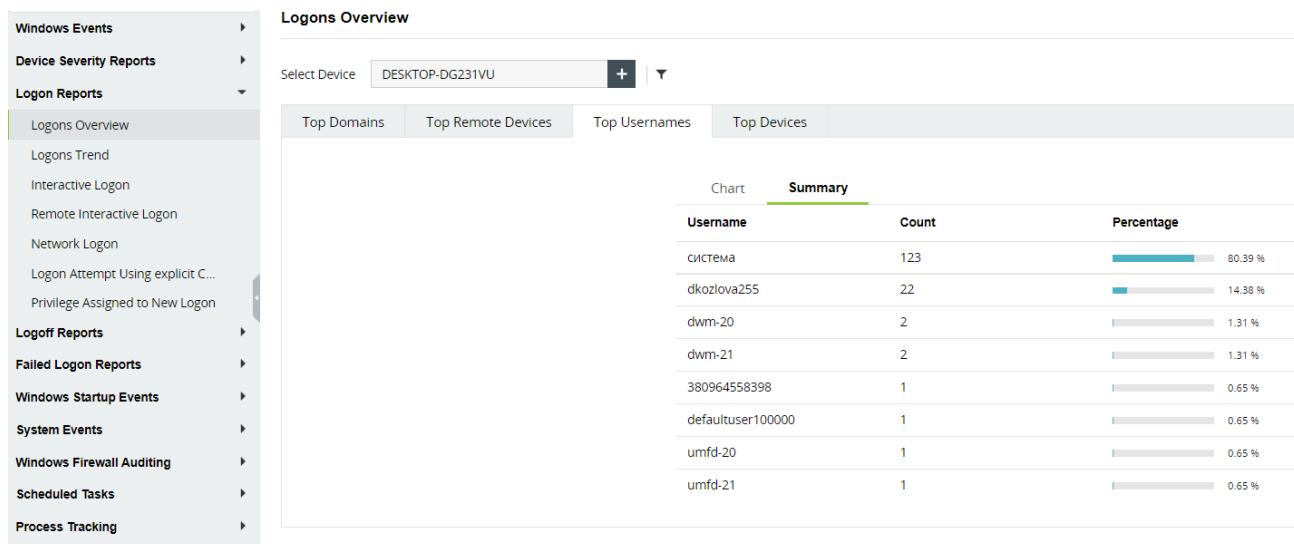 Windows Events
Device Severity Reports
Logon Reports
Logons Overview
Logons Trend
Interactive Logon
Remote Interactive Logon
Network Logon
Logon Attempt Using explicit C...
Privilege Assigned to New Logon
Logoff Reports
Failed Logon Reports
Windows Startup Events
System Events
Windows Firewall Auditing
Scheduled Tasks
Process Tracking
Logons Overview
Select Device DESKTOP-DG231VU +
Top Domains Top Remote Devices Top Usernames Top Devices
Chart Summary
Username Count Percentage
система 123 80.39 %
dkozlova255 22 14.38 %
dwm-20 2 1.31 %
dwm-21 2 1.31 %
380964558398 1 0.65 %
defaultuser100000 1 0.65 %
umfd-20 1 0.65 %
umfd-21 1 0.65 %